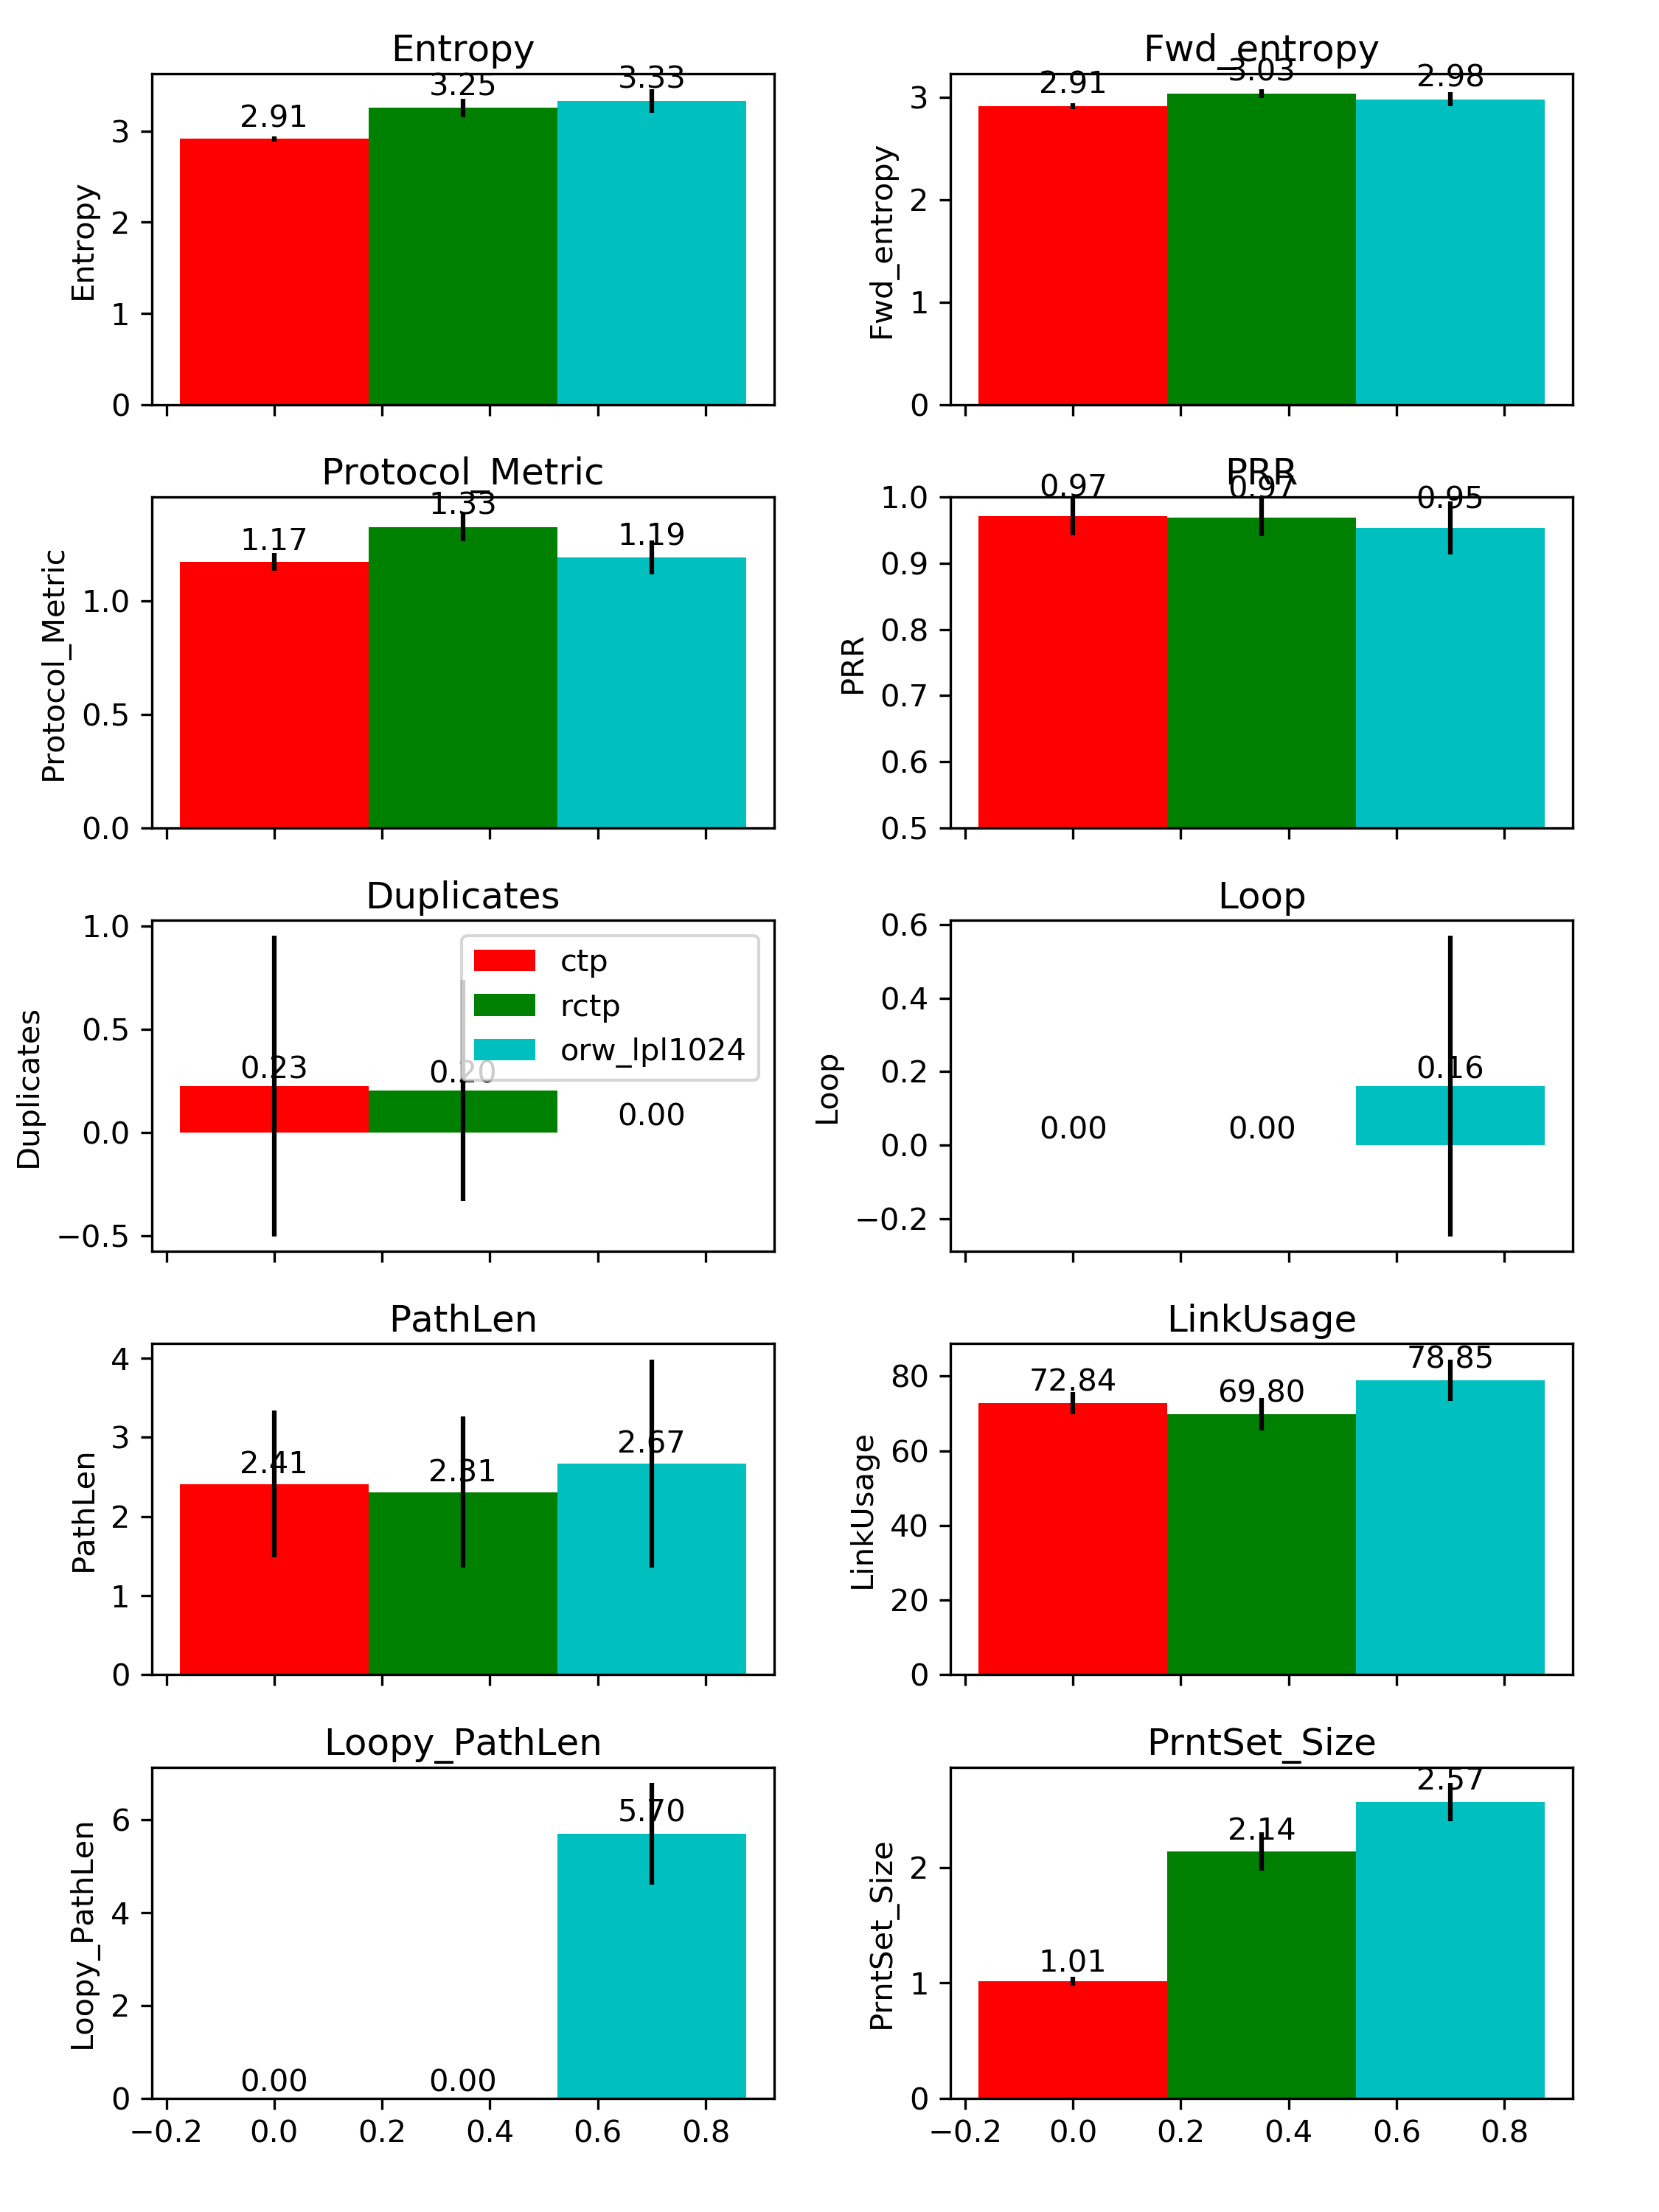 Entropy
3.33
3.25
2.91
3
2
1
0
Entropy
Fwd_entropy
3.03
2.98
2.91
3
2
1
0
Fwd_entropy
Protocol_Metric
1.33
1.19
1.17
1.0
0.5
0.0
Protocol_Metric
PRR
0.97
0.97
0.95
1.0
0.9
0.8
0.7
0.6
0.5
PRR
Duplicates
1.0
0.5
0.0
−0.5
Duplicates
ctp
rctp
orw_lpl1024
0.23
0.20
0.00
Loop
0.6
0.4
0.2
0.0
−0.2
Loop
0.00
0.00
0.16
PathLen
4
3
2
1
0
PathLen
2.41
2.31
2.67
LinkUsage
80
60
40
20
0
LinkUsage
72.84
69.80
78.85
Loopy_PathLen
6
4
2
0
Loopy_PathLen
0.00
0.00
5.70
−0.2 0.0 0.2 0.4 0.6 0.8
PrntSet_Size
2
1
0
PrntSet_Size
1.01
2.14
2.57
−0.2 0.0 0.2 0.4 0.6 0.8